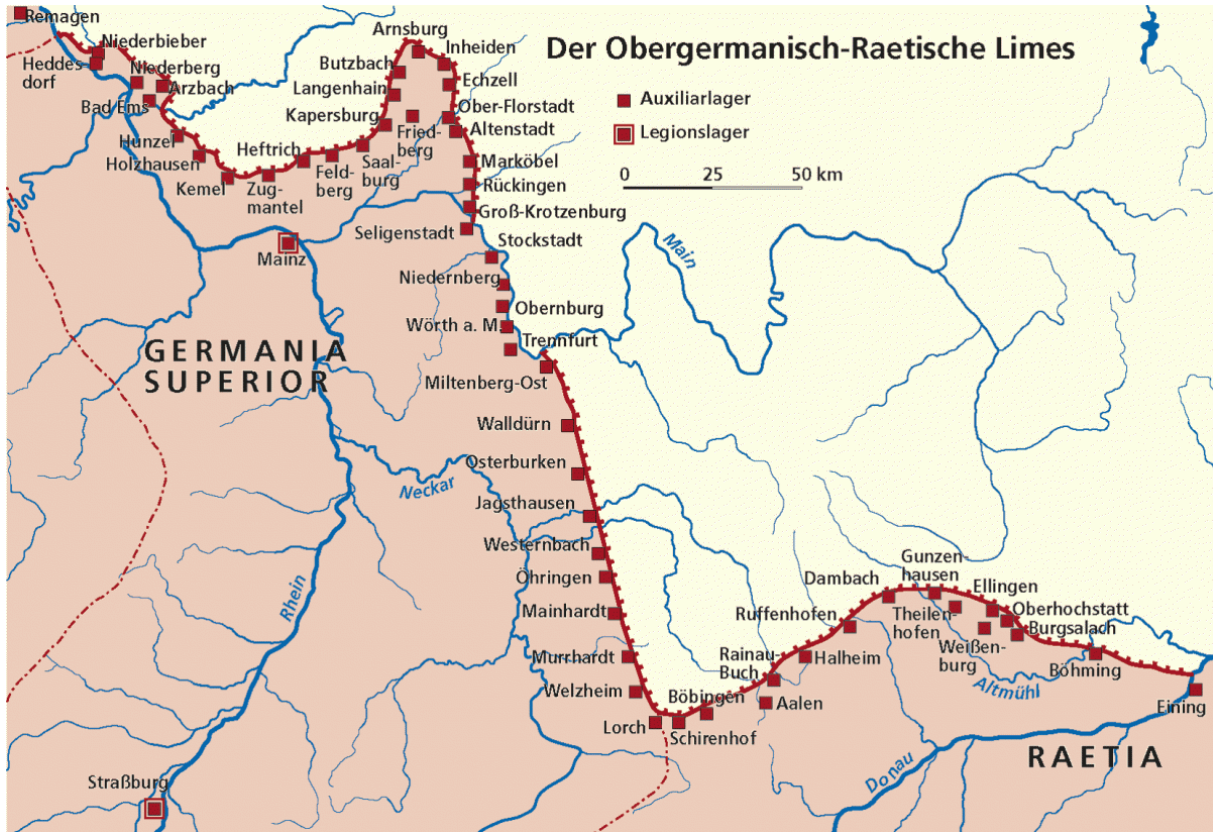 Der Obergermanisch-Raetische Limes
Auxiliarlager
Legionslager
0 25 50 km
Remagen
Niederbieber
Heddes
dorf
Niederberg
Arzbach
Bad Ems
Hunzel
Holzhausen
Kemel
Zug-
mantel
Heftrich
Feld-
berg
Saal-
burg
Kapersburg
Langenhain
Butzbach
Arnsburg
Inheiden
Echzell
Fried-
berg
Ober-Florstadt
Altenstadt
Marköbel
Rückingen
Groß-Krotzenburg
Seligenstadt
Mainz
Stockstadt
Niedernberg
Obernburg
Wörth a. M.
Trennfurt
Miltenberg-Ost
Main
GERMANIA
SUPERIOR
Walldürn
Osterburken
Neckar
Jagsthausen
Westernbach
Öhringen
Mainhardt
Murrhardt
Welzheim
Rhein
Lorch
Schirenhof
Böbingen
Aalen
Rainau-
Buch
Halheim
Ruffenhofen
Dambach
Gunzen-
hausen
Theilen-
hofen
Ellingen
Weißen-
burg
Oberhochstatt
Burgsalach
Böhming
Altmühl
Eining
RAETIA
Donau
Straßburg